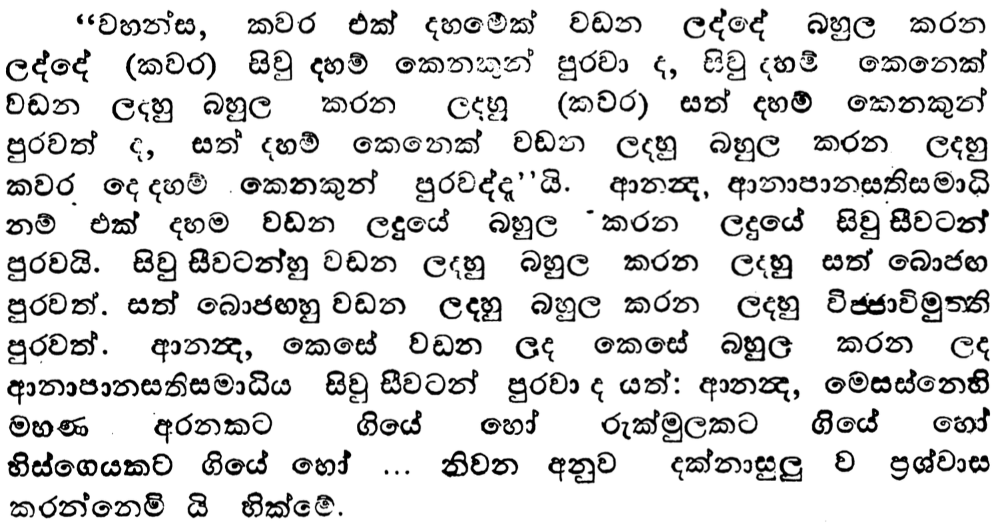 “වහන්ස, කවර එක් දහමෙක් වඩන ලද්දේ බහුල කරන
ලද්දේ (කවර) සිවු දහම් කෙනකුන් පුරවා ද, සිවු දහම් කෙනෙක්
වඩන ලදහු බහුල කරන ලදහු (කවර) සත් දහම් කෙනකුන්
පුරවත් ද, සත් දහම් කෙනෙක් වඩන ලදහු බහුල කරන ලදහු
කවර දෙ දහම් කෙනකුන් පුරවද්දැ”යි. ආනන්‍ද, ආනාපානසතිසමාධි
නම් එක් දහම වඩන ලදුයේ බහුල කරන ලදුයේ සිවු සීවටන්
පුරවයි. සිවු සීවටන්හු වඩන ලදහු බහුල කරන ලදහු සත් බොජඟ
පුරවත්. සත් බොජඟහු වඩන ලදහු බහුල කරන ලදහු විජ්ජාවිමුත්ති
පුරවත්. ආනන්‍ද, කෙසේ වඩන ලද කෙසේ බහුල කරන ලද
ආනාපානසතිසමාධිය සිවු සීවටන් පුරවා ද යත්: ආනන්‍ද, මෙසස්නෙහි
මහණ අරනකට ගියේ හෝ රුක්මුලකට ගියේ හෝ
හිස්ගෙයකට ගියේ හෝ ... නිවන අනුව දක්නාසුලු ව ප්‍රශ්වාස
කරන්නෙමි යි හික්මේ.